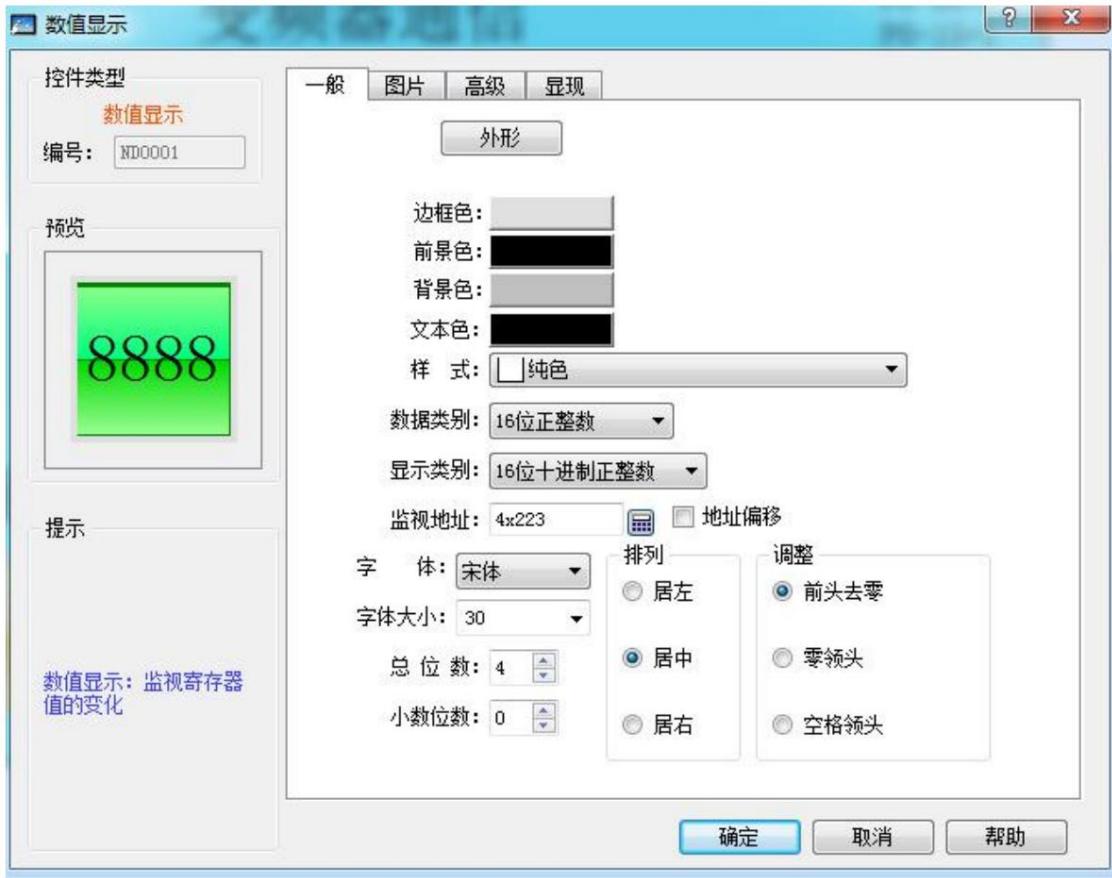 数值显示
控件类型
数值显示
编号： ND0001
预览
8888
提示
数值显示：监视寄存器
值的变化
一般 图片 高级 显现
外形
边框色：
前景色：
背景色：
文本色：
样 式： 纯色
数据类别： 16位正整数
显示类别： 16位十进制正整数
监视地址： 4x223 地址偏移
字 体： 宋体
字体大小： 30
总 位 数： 4
小数位数： 0
排列
居左
居中
居右
调整
前头去零
零领头
空格领头
确定 取消 帮助